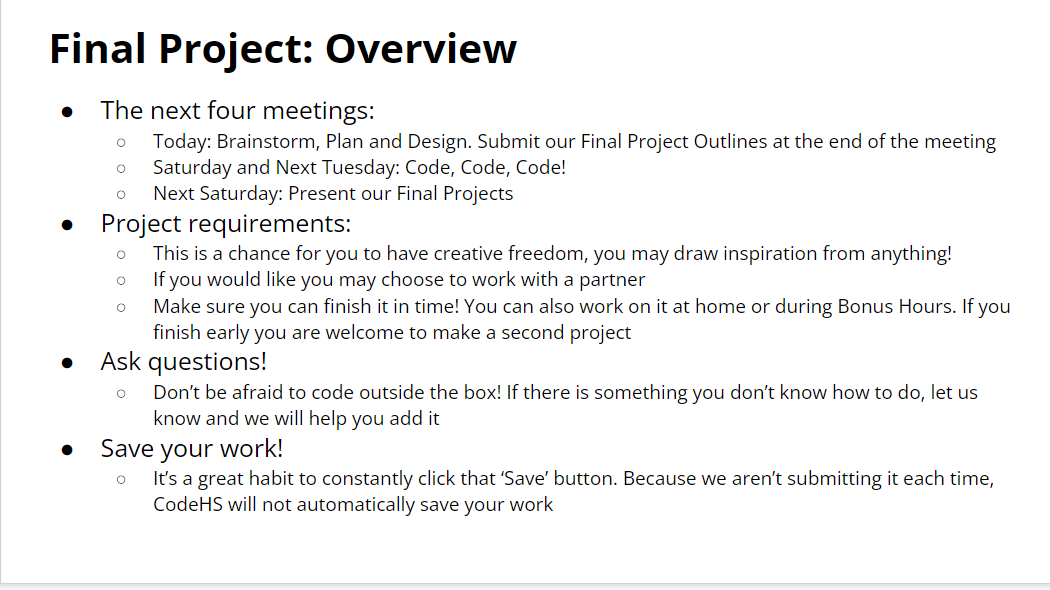 Final Project: Overview
● The next four meetings:
○ Today: Brainstorm, Plan and Design. Submit our Final Project Outlines at the end of the meeting
○ Saturday and Next Tuesday: Code, Code, Code!
○ Next Saturday: Present our Final Projects
● Project requirements:
○ This is a chance for you to have creative freedom, you may draw inspiration from anything!
○ If you would like you may choose to work with a partner
○ Make sure you can finish it in time! You can also work on it at home or during Bonus Hours. If you
finish early you are welcome to make a second project
● Ask questions!
○ Don’t be afraid to code outside the box! If there is something you don’t know how to do, let us
know and we will help you add it
● Save your work!
○ It’s a great habit to constantly click that ‘Save’ button. Because we aren’t submitting it each time,
CodeHS will not automatically save your work